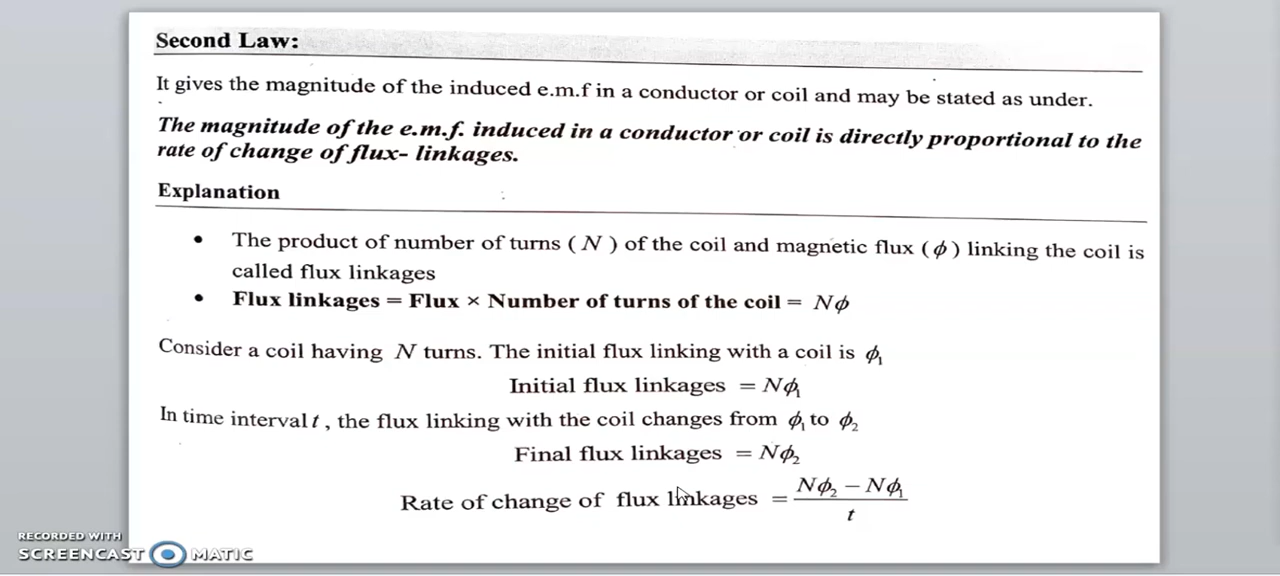 Second Law:
It gives the magnitude of the induced e.m.f in a conductor or coil and may be stated as under.
The magnitude of the e.m.f. induced in a conductor or coil is directly proportional to the
rate of change of flux- linkages.
Explanation
• The product of number of turns ( N ) of the coil and magnetic flux ( ϕ ) linking the coil is
called flux linkages
• Flux linkages = Flux × Number of turns of the coil = Nϕ
Consider a coil having N turns. The initial flux linking with a coil is ϕ₁
Initial flux linkages = Nϕ₁
In time interval t , the flux linking with the coil changes from ϕ₁ to ϕ₂
Final flux linkages = Nϕ₂
Rate of change of flux linkages = (Nϕ₂ − Nϕ₁) / t
RECORDED WITH
SCREENCAST MATIC